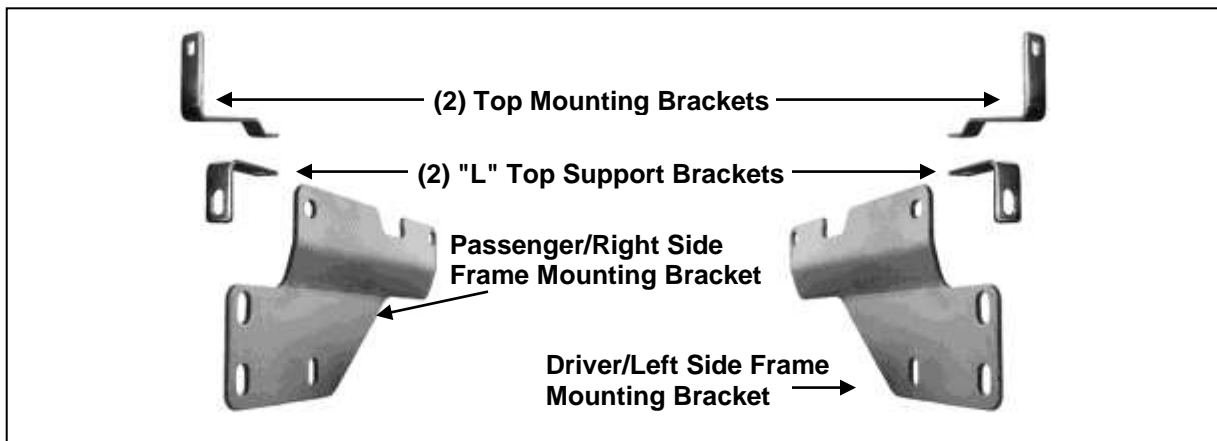 (2) Top Mounting Brackets
(2) "L" Top Support Brackets
Passenger/Right Side
Frame Mounting Bracket
Driver/Left Side Frame
Mounting Bracket